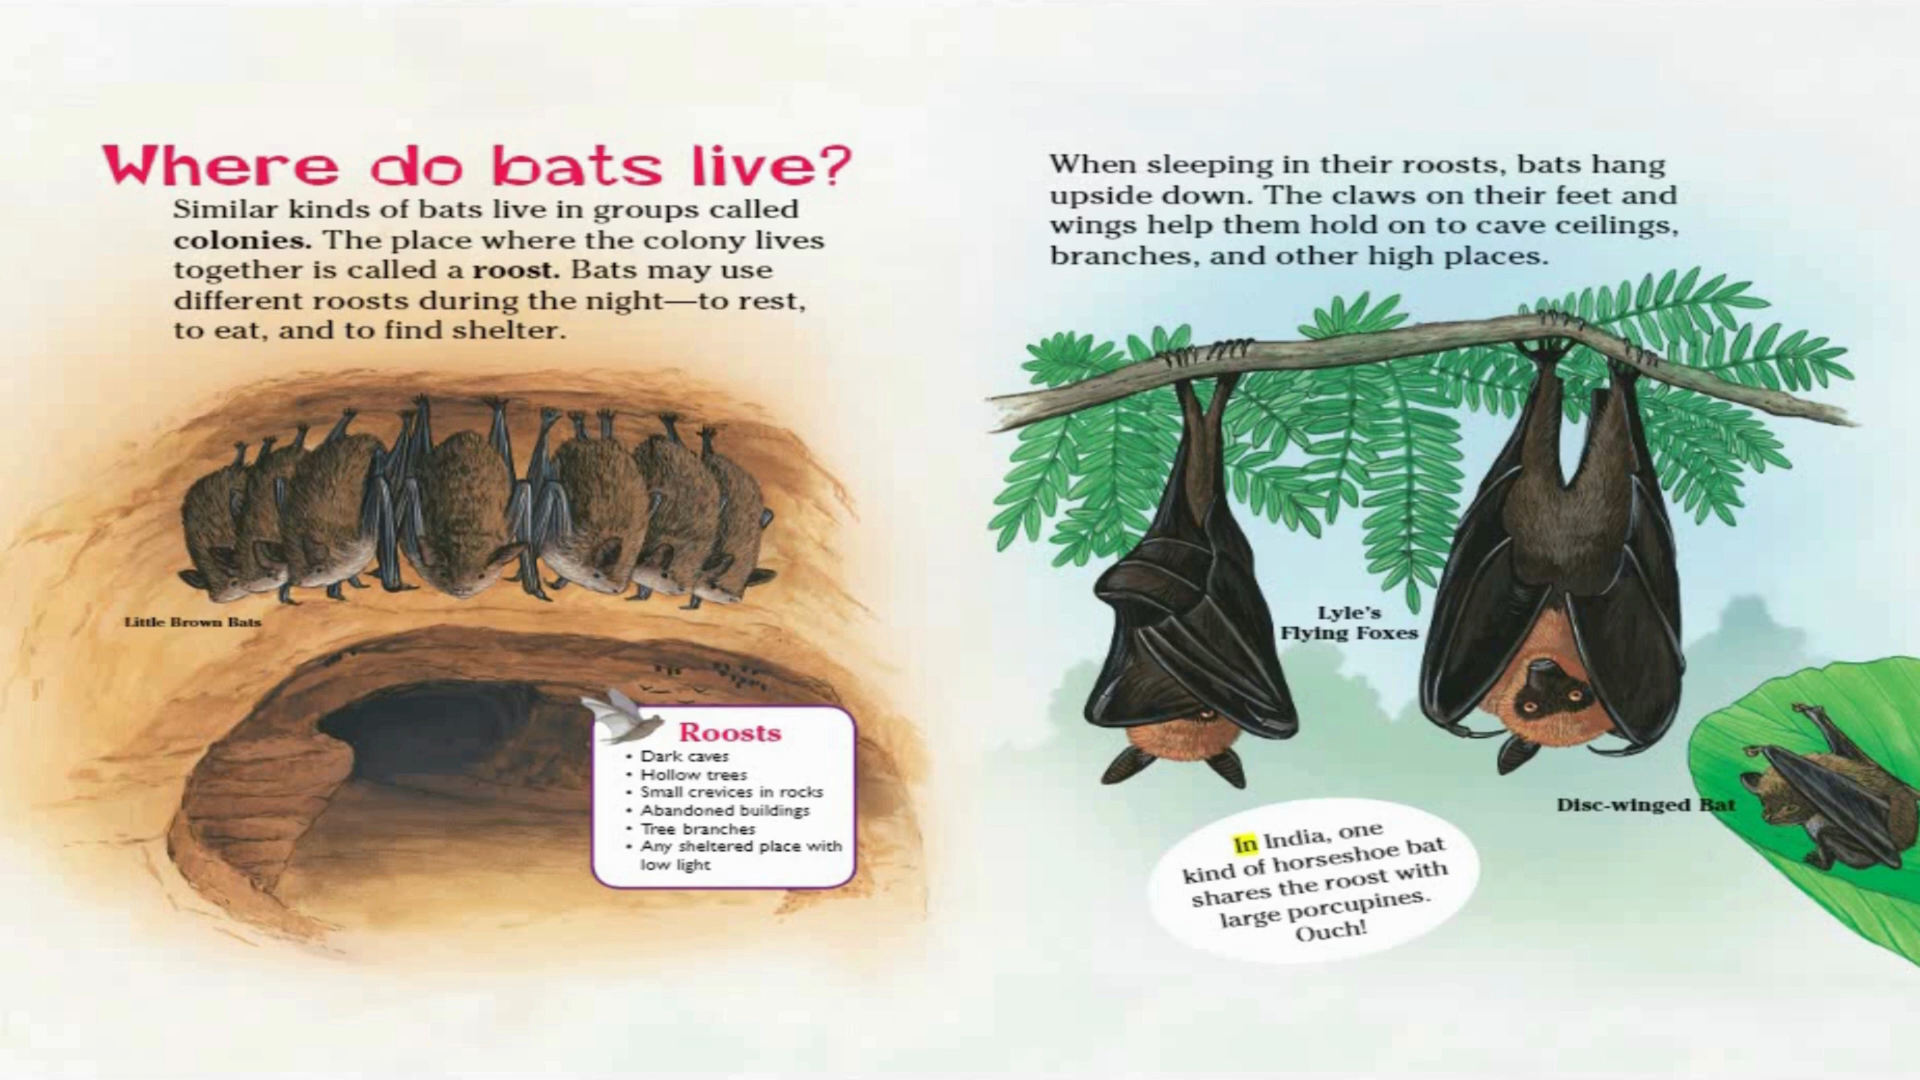 Where do bats live?
Similar kinds of bats live in groups called
colonies. The place where the colony lives
together is called a roost. Bats may use
different roosts during the night—to rest,
to eat, and to find shelter.
Little Brown Bats
Roosts
• Dark caves
• Hollow trees
• Small crevices in rocks
• Abandoned buildings
• Tree branches
• Any sheltered place with
low light
When sleeping in their roosts, bats hang
upside down. The claws on their feet and
wings help them hold on to cave ceilings,
branches, and other high places.
Lyle's
Flying Foxes
Disc-winged Bat
In India, one
kind of horseshoe bat
shares the roost with
large porcupines.
Ouch!